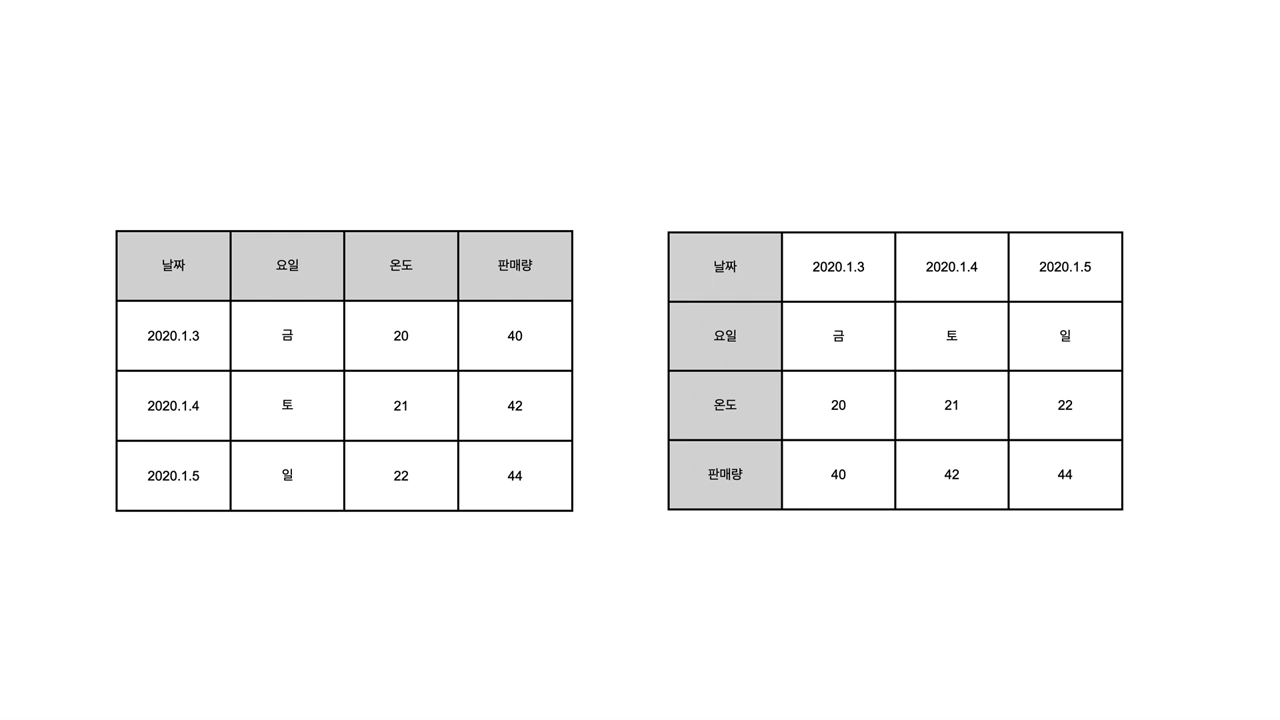 날짜 요일 온도 판매량
2020.1.3 금 20 40
2020.1.4 토 21 42
2020.1.5 일 22 44
날짜 2020.1.3 2020.1.4 2020.1.5
요일 금 토 일
온도 20 21 22
판매량 40 42 44